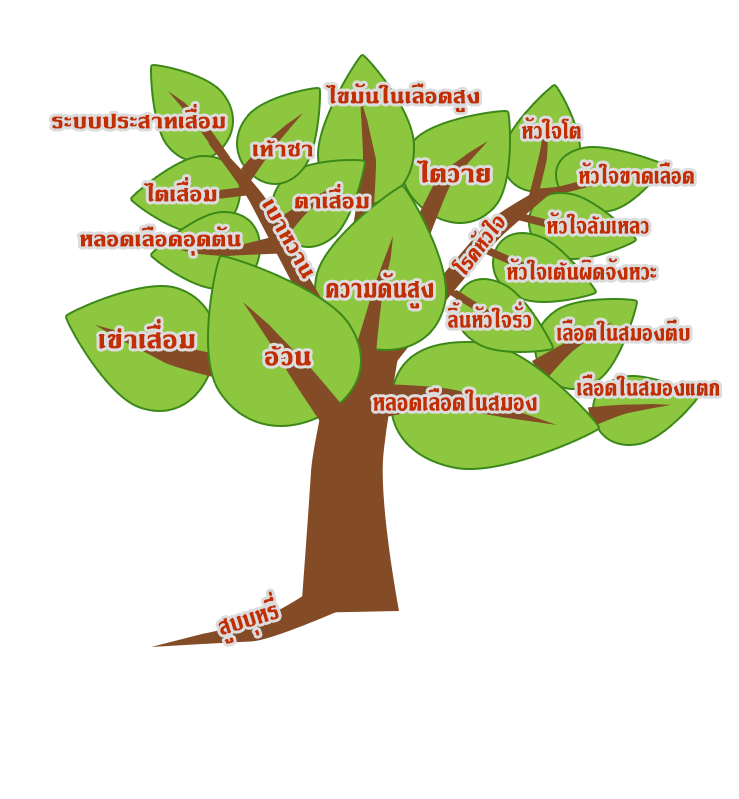 ไขมันในเลือดสูง
ระบบประสาทเสื่อม
หัวใจโต
เท้าชา
ไตวาย
หัวใจขาดเลือด
ไตเสื่อม
ตาเสื่อม
เบาหวาน
โรคหัวใจ
หัวใจล้มเหลว
หลอดเลือดอุดตัน
หัวใจเต้นผิดจังหวะ
ความดันสูง
ลิ้นหัวใจรั่ว
เข่าเสื่อม
อ้วน
เลือดในสมองตีบ
เลือดในสมองแตก
หลอดเลือดในสมอง
สูบบุหรี่